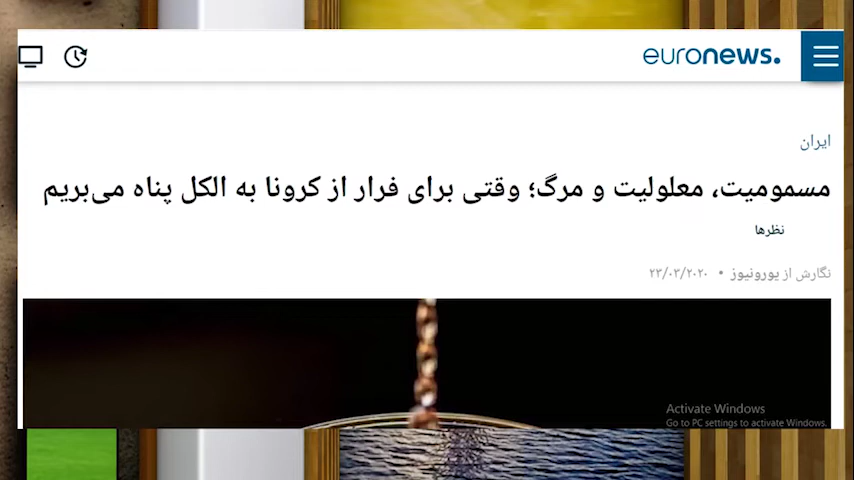 euronews.
ایران
مسمومیت، معلولیت و مرگ؛ وقتی برای فرار از کرونا به الکل پناه می‌بریم
نظرها
نگارش از یورونیوز • ۲۳/۰۳/۲۰۲۰
Activate Windows
Go to PC settings to activate Windows.